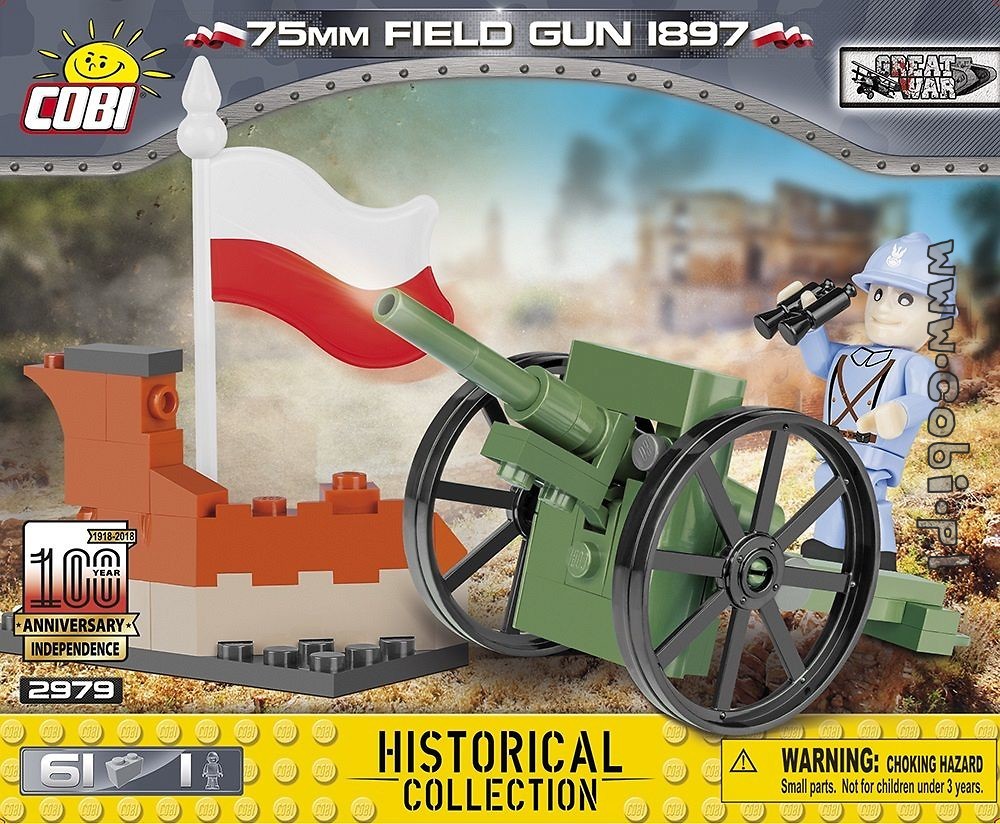 75MM FIELD GUN 1897
COBI
GREAT
WAR
www.cobi.pl
1918-2018
100
YEAR
ANNIVERSARY
INDEPENDENCE
2979
61 1
HISTORICAL
COLLECTION
WARNING: CHOKING HAZARD
Small parts. Not for children under 3 years.